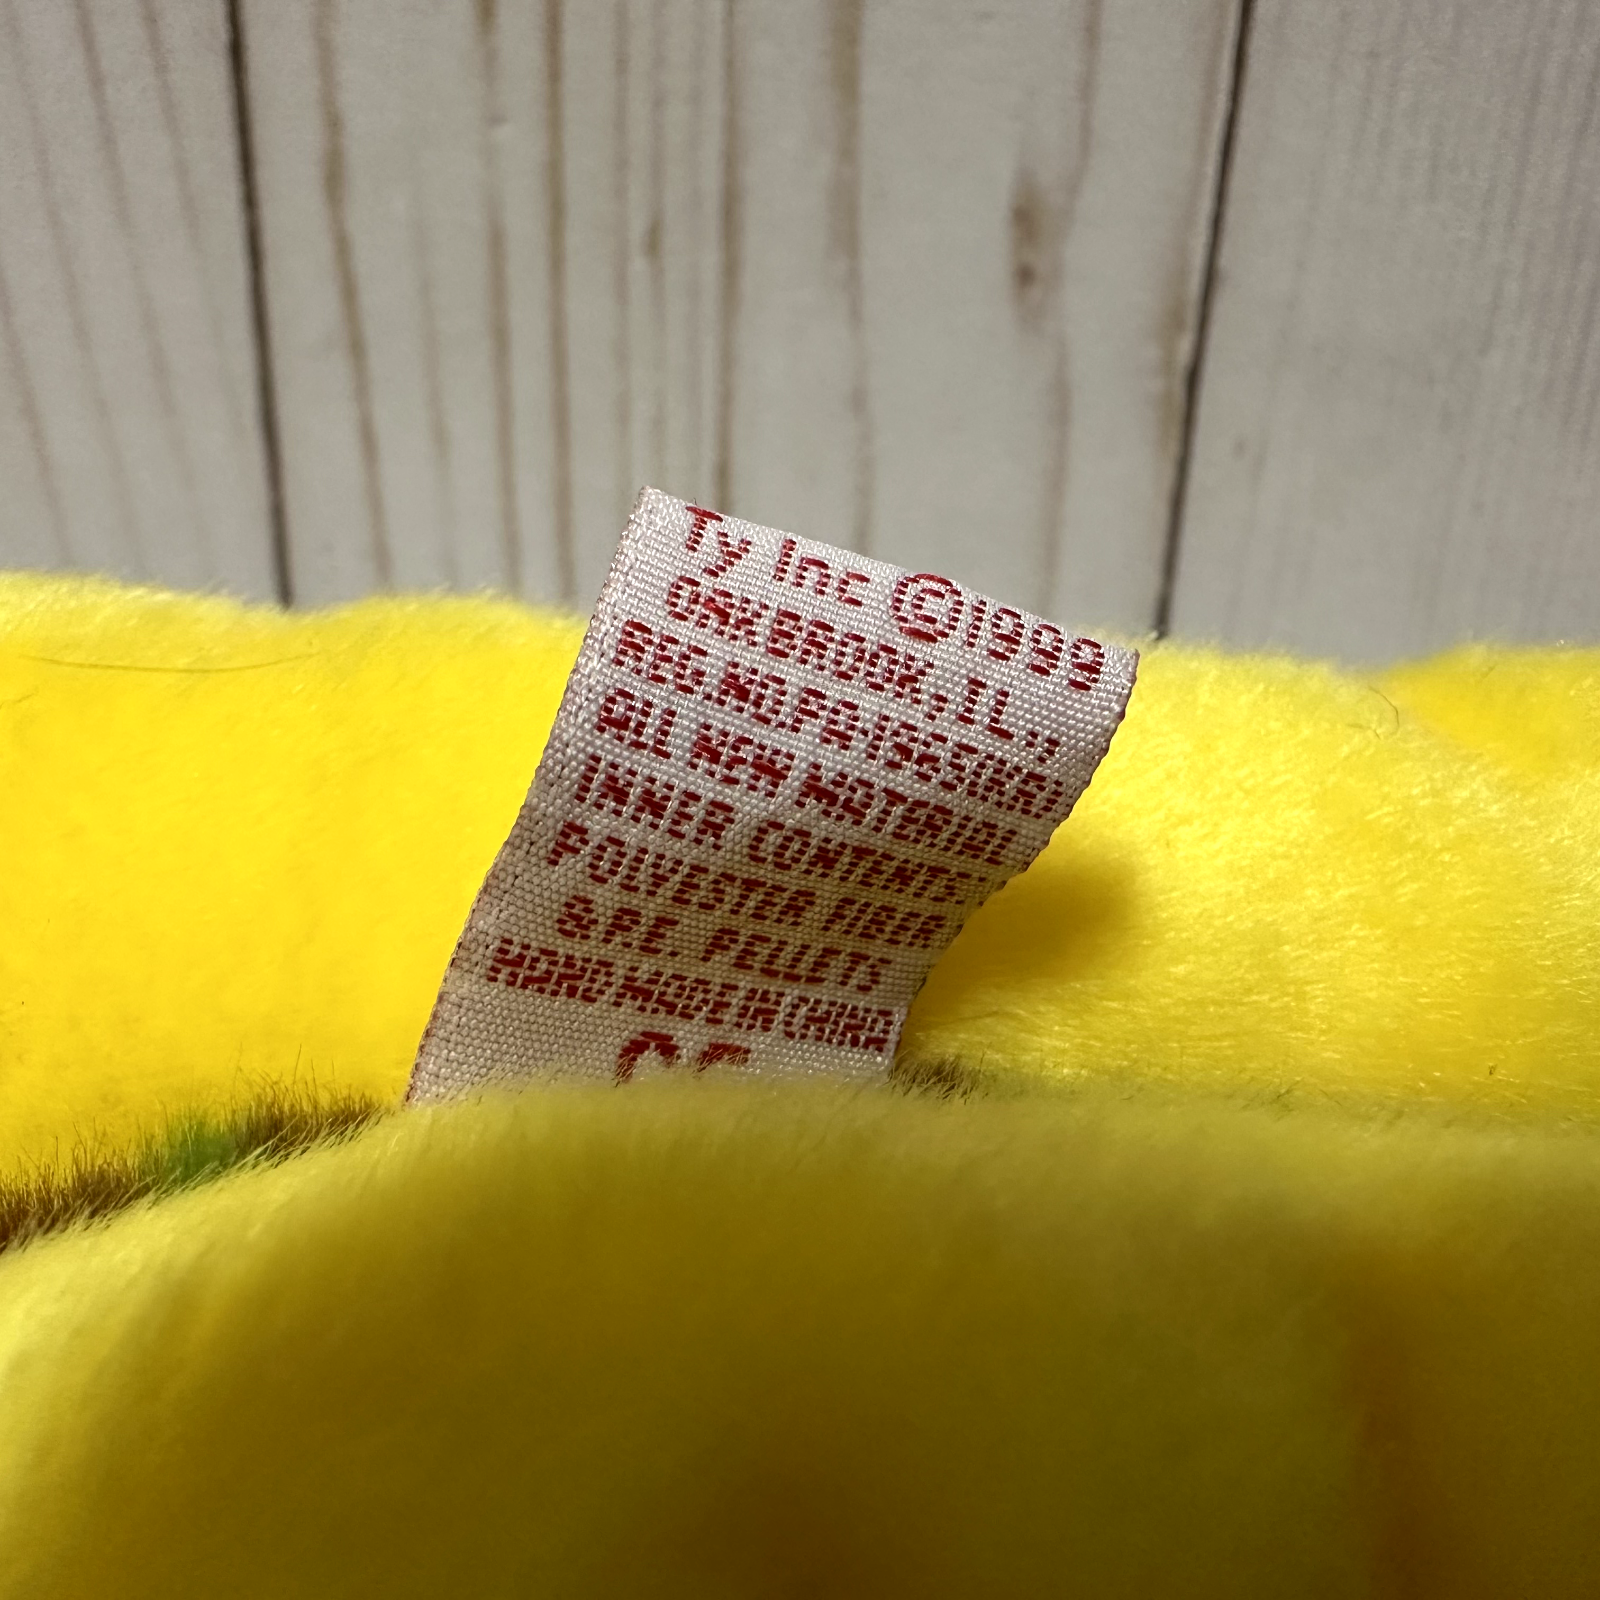 Ty Inc ©1999
OAKBROOK, IL,,
REG.NO.PA-1965(KR)
ALL NEW MATERIAL
INNER CONTENTS:
POLYESTER FIBER
& P.E. PELLETS
HAND MADE IN CHINA